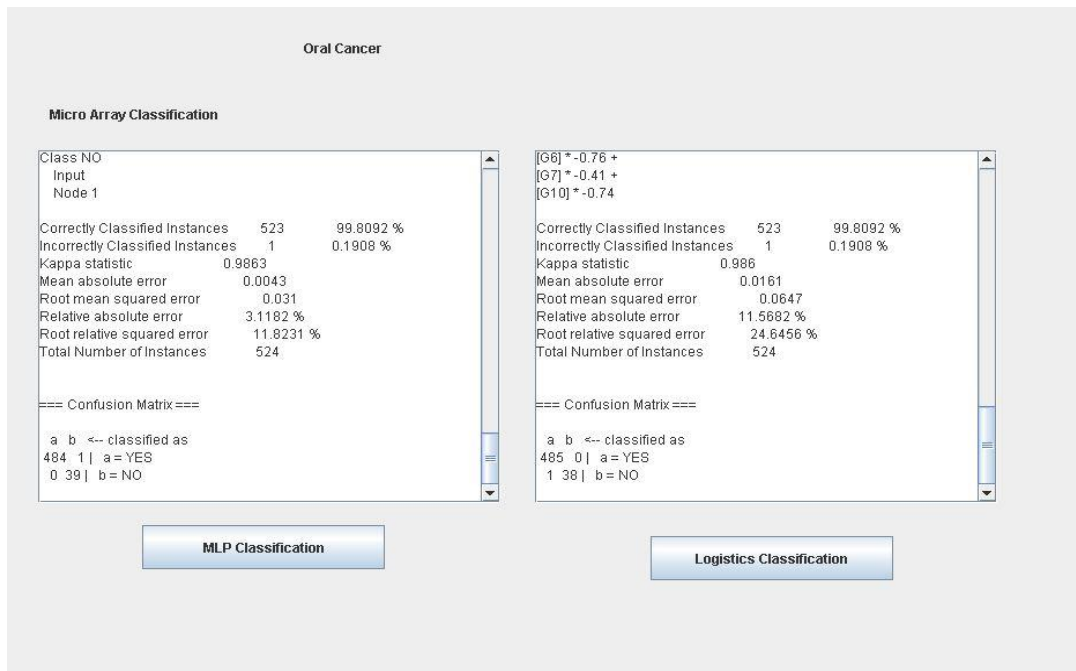 Oral Cancer
Micro Array Classification
Class NO
Input
Node 1
Correctly Classified Instances 523 99.8092 %
Incorrectly Classified Instances 1 0.1908 %
Kappa statistic 0.9863
Mean absolute error 0.0043
Root mean squared error 0.031
Relative absolute error 3.1182 %
Root relative squared error 11.8231 %
Total Number of Instances 524
=== Confusion Matrix ===
a b <-- classified as
484 1 | a = YES
0 39 | b = NO
MLP Classification
[G6] * -0.76 +
[G7] * -0.41 +
[G10] * -0.74
Correctly Classified Instances 523 99.8092 %
Incorrectly Classified Instances 1 0.1908 %
Kappa statistic 0.986
Mean absolute error 0.0161
Root mean squared error 0.0647
Relative absolute error 11.5682 %
Root relative squared error 24.6456 %
Total Number of Instances 524
=== Confusion Matrix ===
a b <-- classified as
485 0 | a = YES
1 38 | b = NO
Logistics Classification